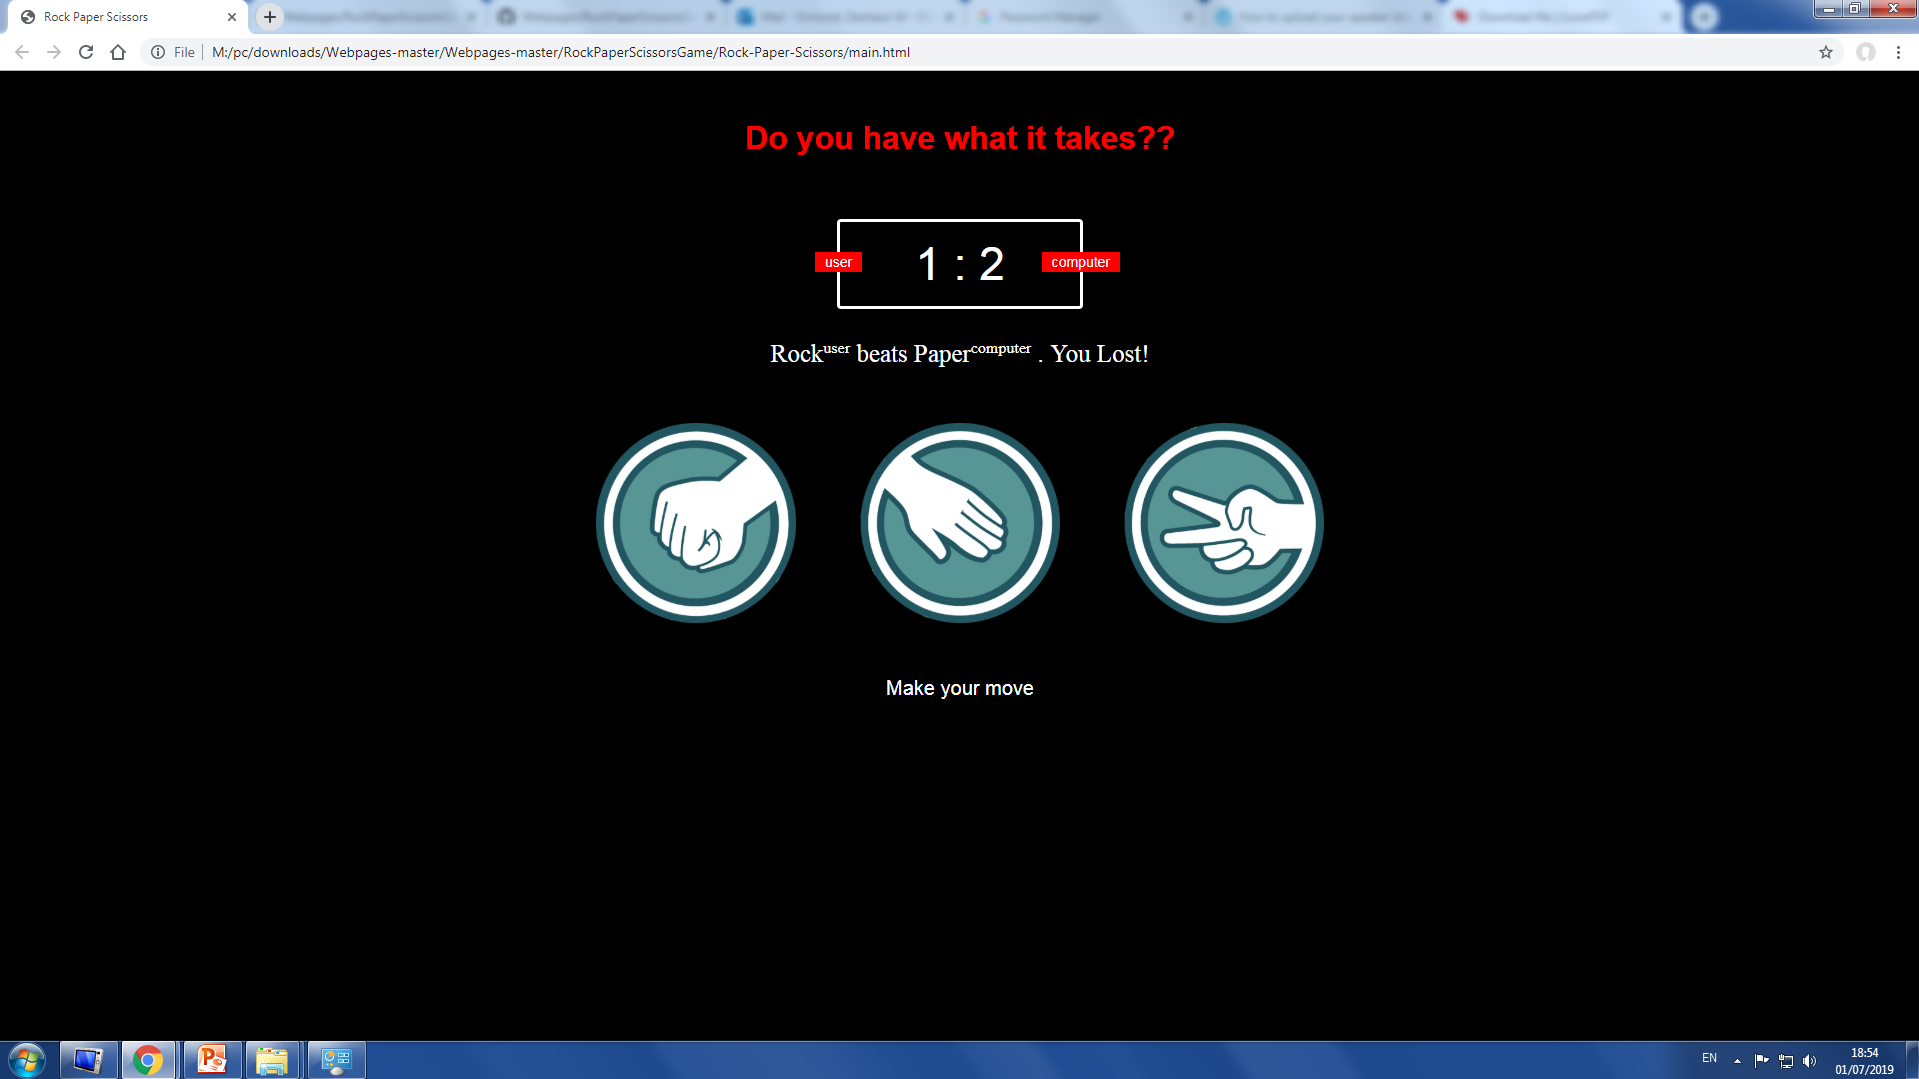 Rock Paper Scissors
File
M:/pc/downloads/Webpages-master/Webpages-master/RockPaperScissorsGame/Rock-Paper-Scissors/main.html
Do you have what it takes??
user 1 : 2 computer
Rock user beats Paper computer . You Lost!
Make your move
EN
18:54
01/07/2019